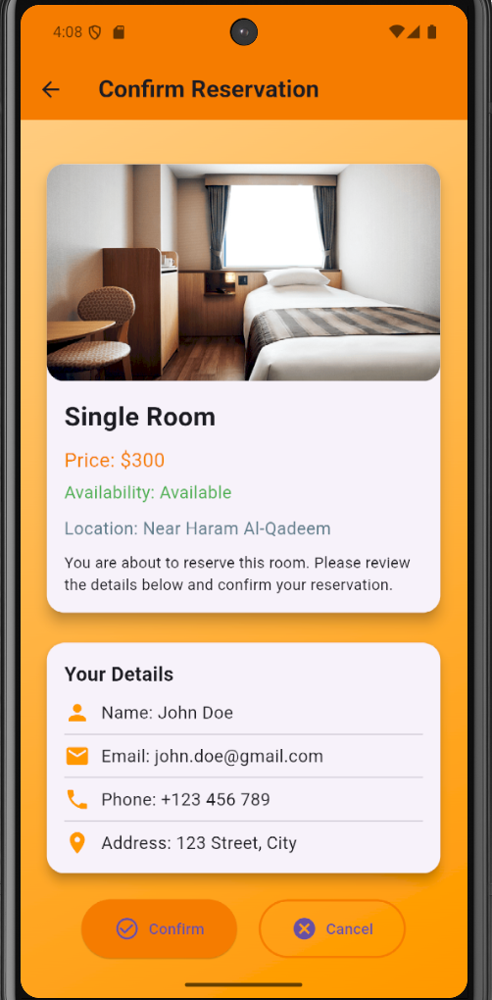 4:08
Confirm Reservation
Single Room
Price: $300
Availability: Available
Location: Near Haram Al-Qadeem
You are about to reserve this room. Please review
the details below and confirm your reservation.
Your Details
Name: John Doe
Email: john.doe@gmail.com
Phone: +123 456 789
Address: 123 Street, City
Confirm
Cancel